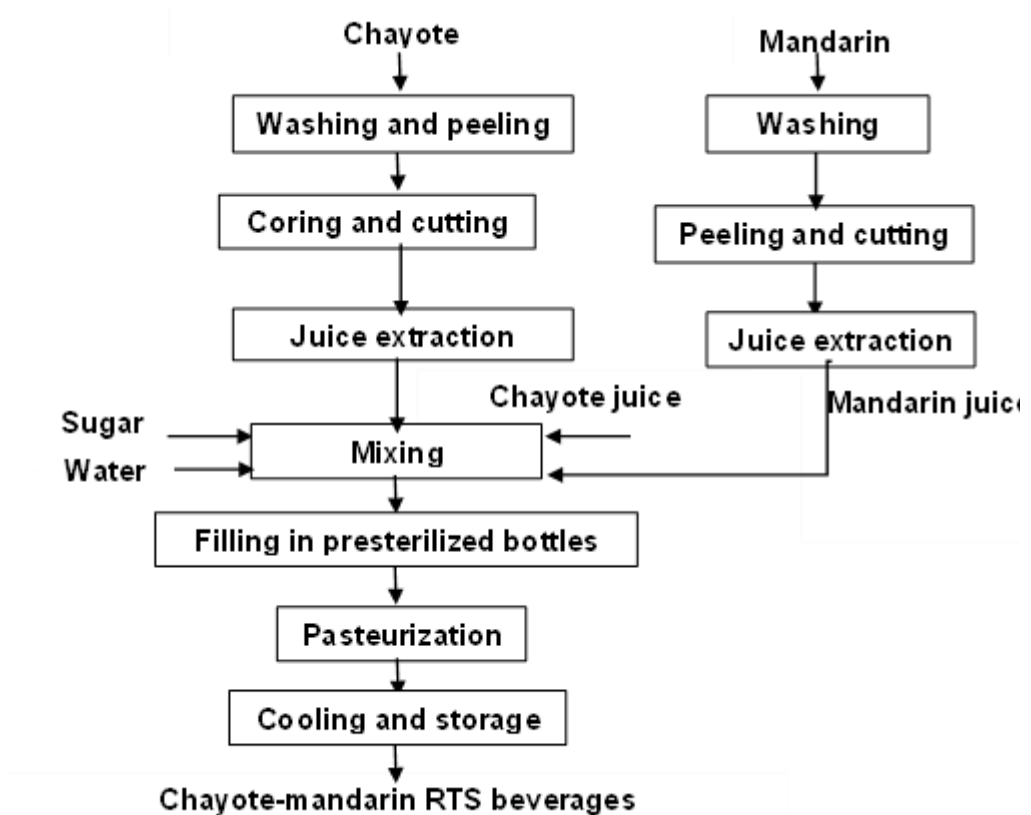 Chayote
Mandarin
Washing and peeling
Washing
Coring and cutting
Peeling and cutting
Juice extraction
Juice extraction
Chayote juice
Mandarin juice
Sugar
Mixing
Water
Filling in presterilized bottles
Pasteurization
Cooling and storage
Chayote-mandarin RTS beverages